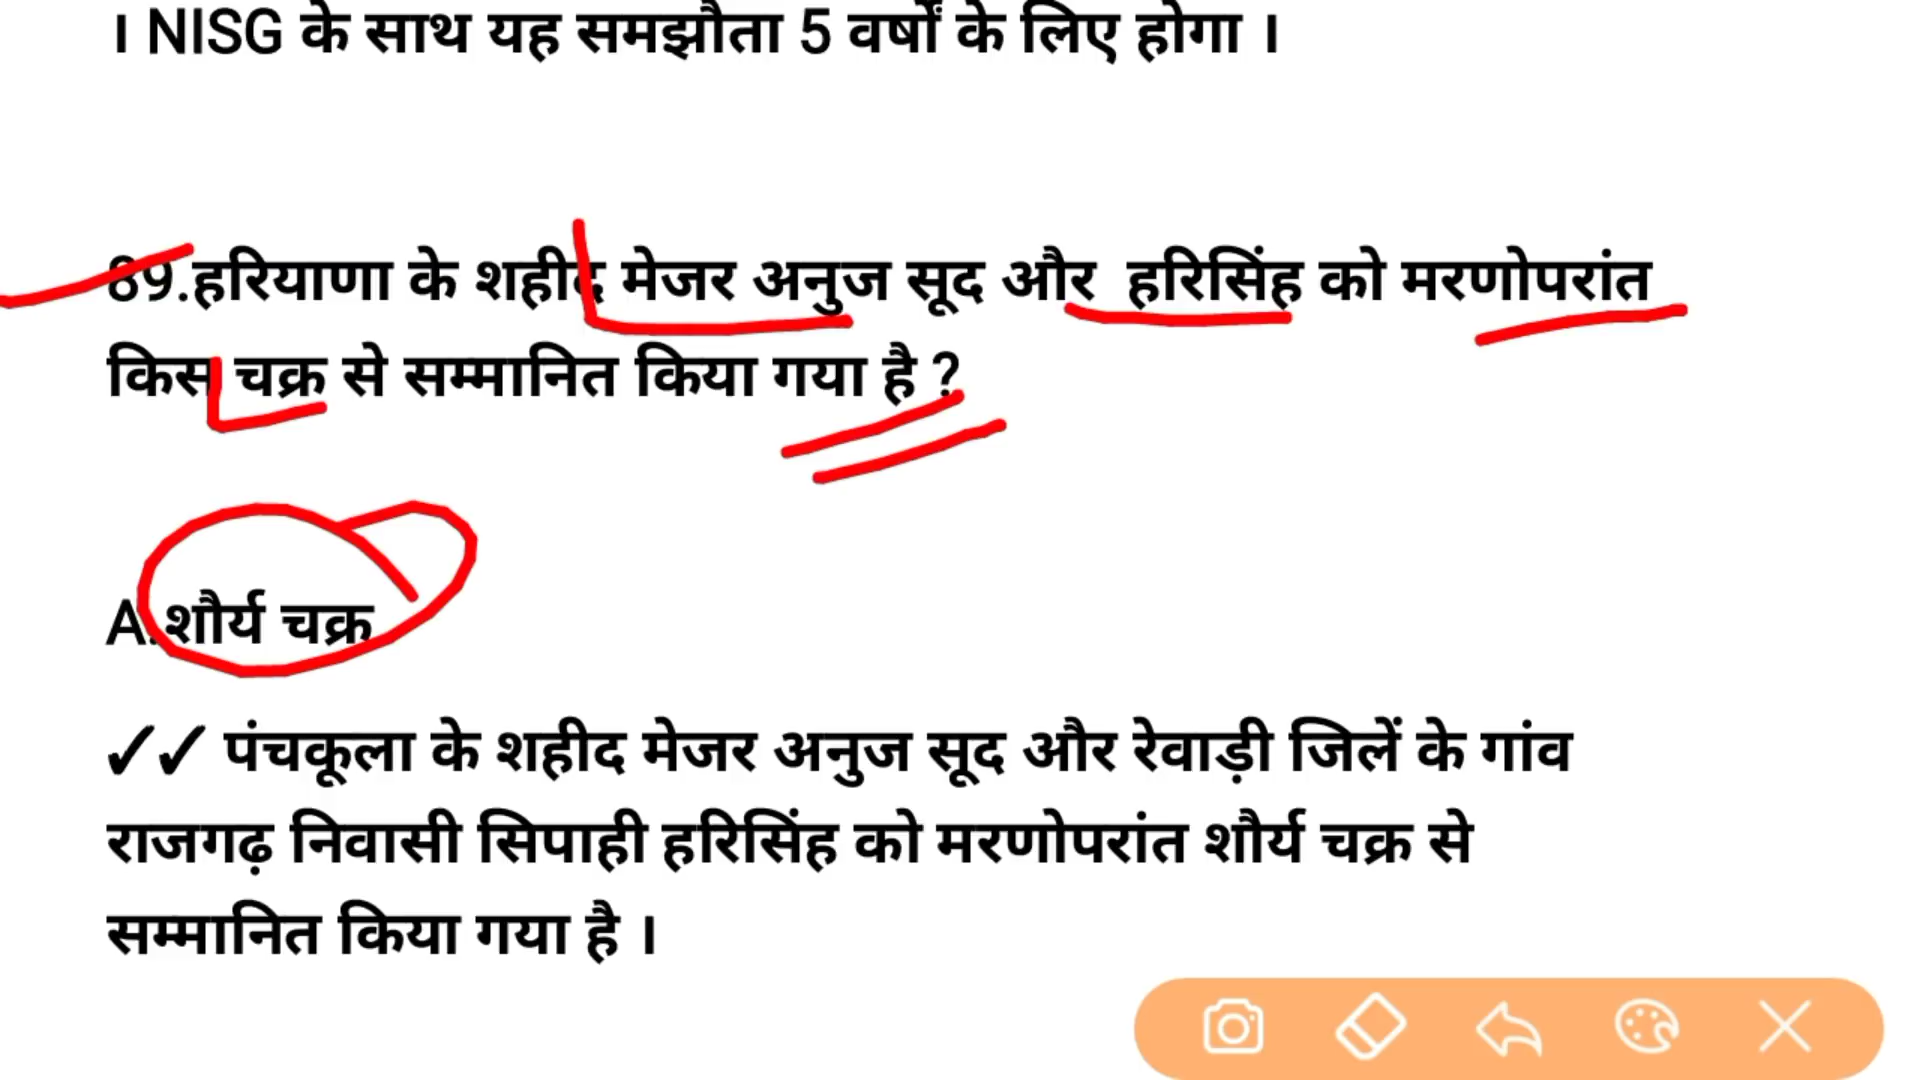 । NISG के साथ यह समझौता 5 वर्षों के लिए होगा ।
89.हरियाणा के शहीद मेजर अनुज सूद और हरिसिंह को मरणोपरांत
किस चक्र से सम्मानित किया गया है ?
A.शौर्य चक्र
✓✓ पंचकूला के शहीद मेजर अनुज सूद और रेवाड़ी जिलें के गांव
राजगढ़ निवासी सिपाही हरिसिंह को मरणोपरांत शौर्य चक्र से
सम्मानित किया गया है ।